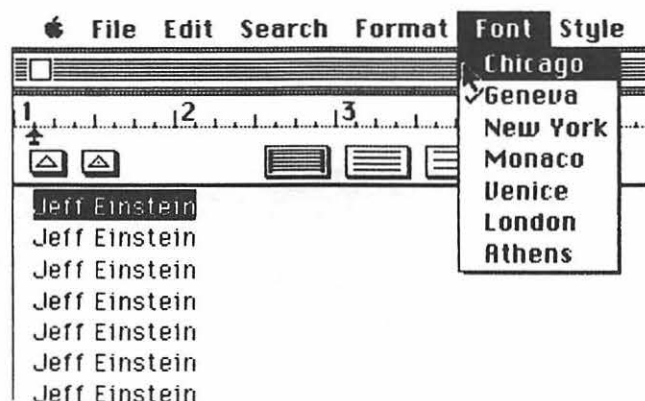 File Edit Search Format Font Style
Chicago
Geneva
New York
Monaco
Venice
London
Athens
1 2 3
Jeff Einstein
Jeff Einstein
Jeff Einstein
Jeff Einstein
Jeff Einstein
Jeff Einstein
Jeff Einstein